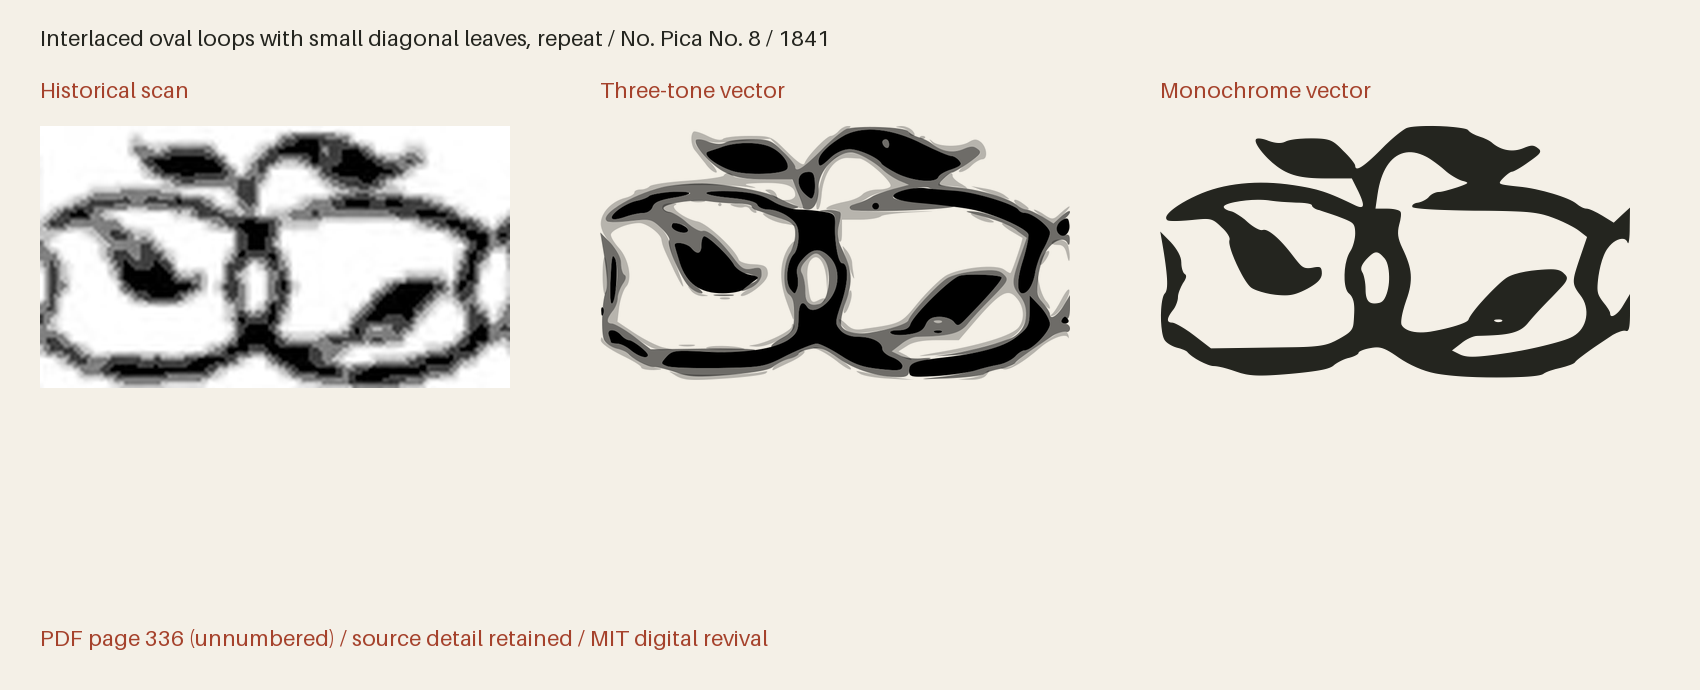 Interlaced oval loops with small diagonal leaves, repeat / No. Pica No. 8 / 1841
Historical scan
Three-tone vector
Monochrome vector
PDF page 336 (unnumbered) / source detail retained / MIT digital revival